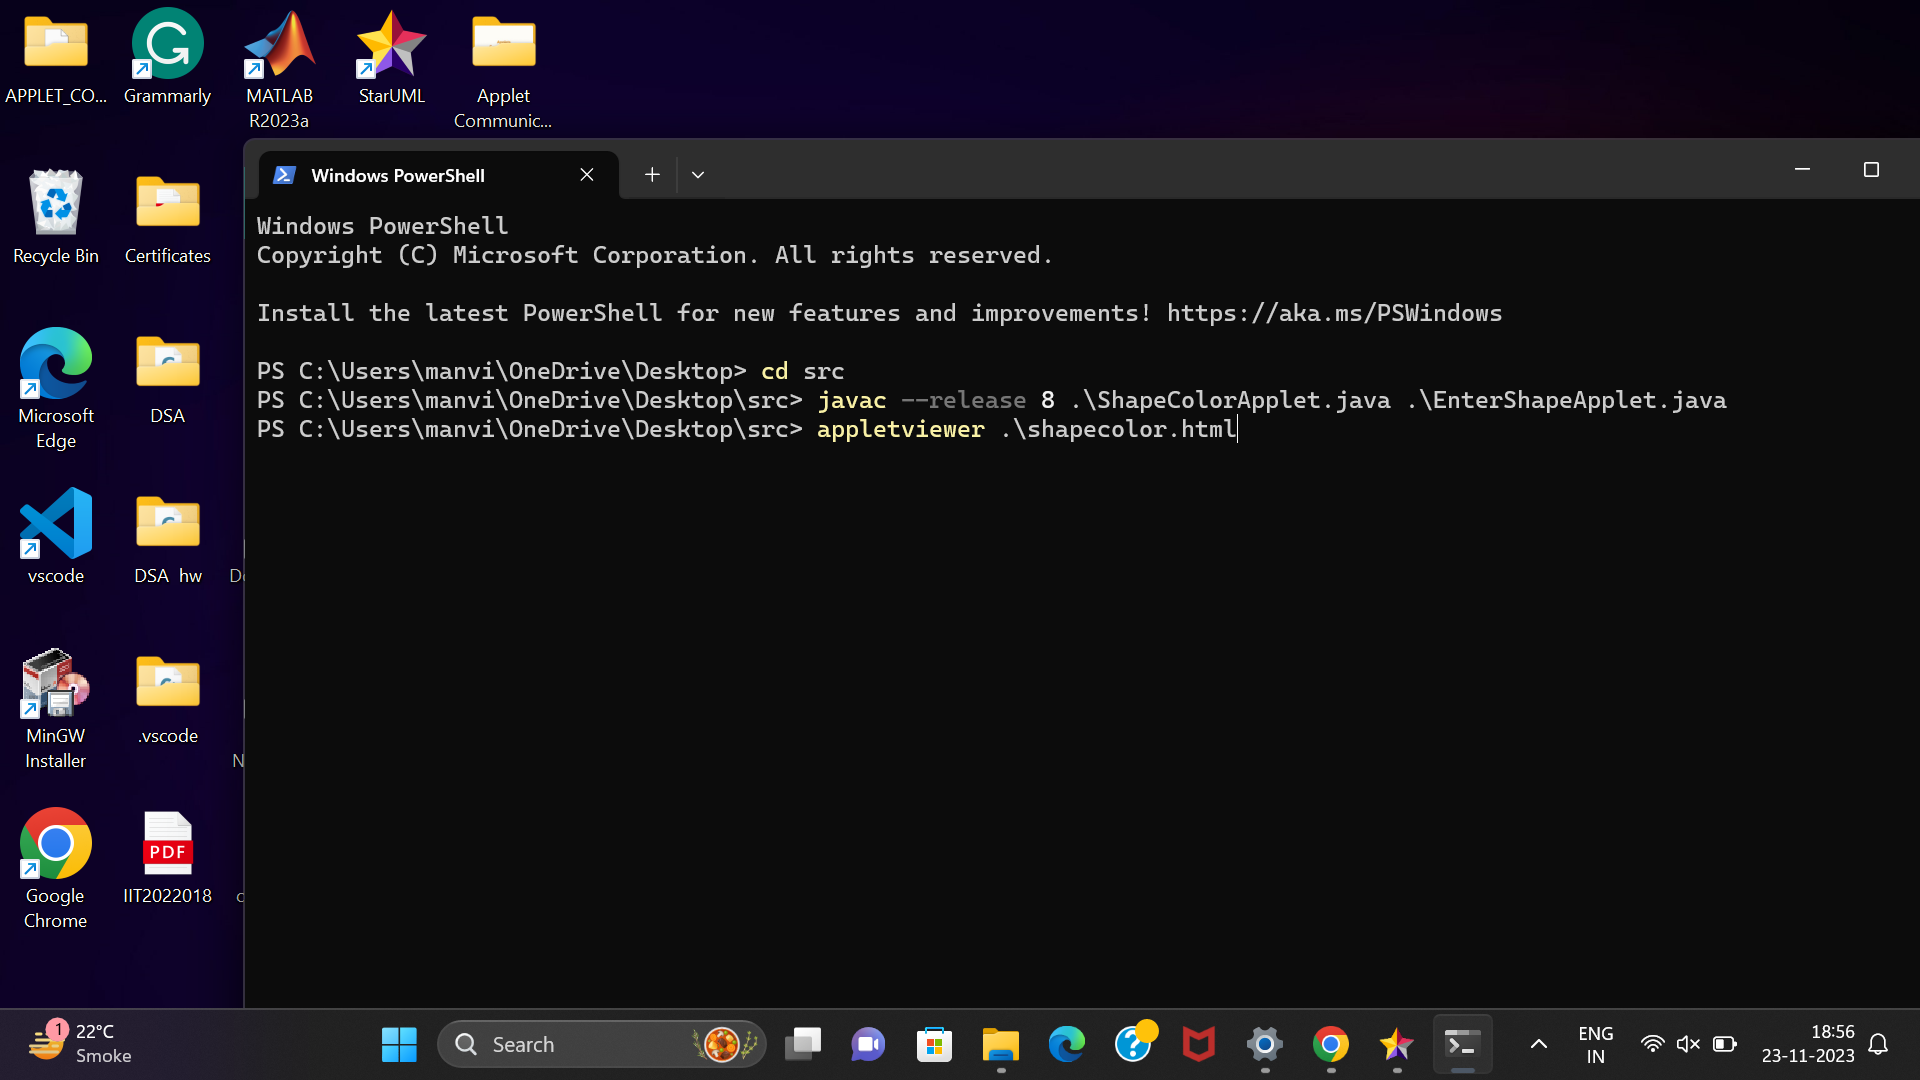 APPLET_CO...
Grammarly
MATLAB
R2023a
StarUML
Applet
Communic...
Recycle Bin
Certificates
Microsoft
Edge
DSA
vscode
DSA hw
MinGW
Installer
.vscode
Google
Chrome
PDF
IIT2022018
Windows PowerShell
Windows PowerShell
Copyright (C) Microsoft Corporation. All rights reserved.
Install the latest PowerShell for new features and improvements! https://aka.ms/PSWindows
PS C:\Users\manvi\OneDrive\Desktop> cd src
PS C:\Users\manvi\OneDrive\Desktop\src> javac --release 8 .\ShapeColorApplet.java .\EnterShapeApplet.java
PS C:\Users\manvi\OneDrive\Desktop\src> appletviewer .\shapecolor.html
1
22°C
Smoke
Search
ENG
IN
18:56
23-11-2023